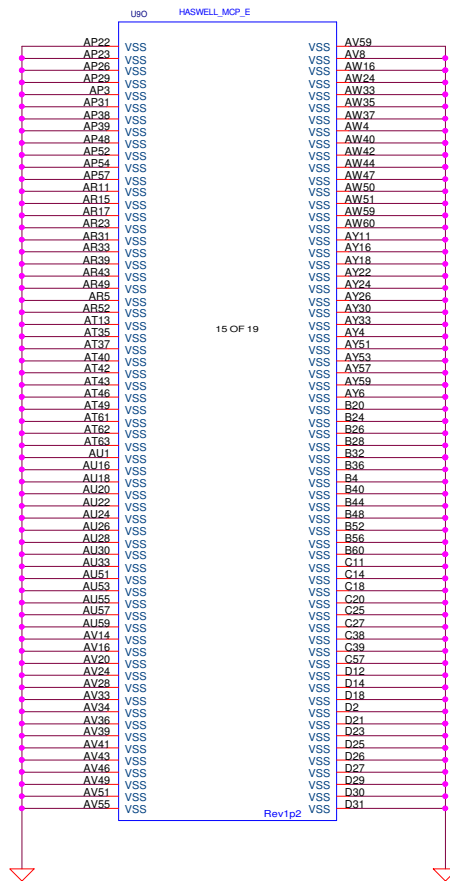 U9O HASWELL_MCP_E
AP22 VSS VSS AV59
AP23 VSS VSS AV8
AP26 VSS VSS AW16
AP29 VSS VSS AW24
AP3 VSS VSS AW33
AP31 VSS VSS AW35
AP38 VSS VSS AW37
AP39 VSS VSS AW4
AP48 VSS VSS AW40
AP52 VSS VSS AW42
AP54 VSS VSS AW44
AP57 VSS VSS AW47
AR11 VSS VSS AW50
AR15 VSS VSS AW51
AR17 VSS VSS AW59
AR23 VSS VSS AW60
AR31 VSS VSS AY11
AR33 VSS VSS AY16
AR39 VSS VSS AY18
AR43 VSS VSS AY22
AR49 VSS VSS AY24
AR5 VSS VSS AY26
AR52 VSS VSS AY30
AT13 VSS VSS AY33
AT35 VSS 15 OF 19 VSS AY4
AT37 VSS VSS AY51
AT40 VSS VSS AY53
AT42 VSS VSS AY57
AT43 VSS VSS AY59
AT46 VSS VSS AY6
AT49 VSS VSS B20
AT61 VSS VSS B24
AT62 VSS VSS B26
AT63 VSS VSS B28
AU1 VSS VSS B32
AU16 VSS VSS B36
AU18 VSS VSS B4
AU20 VSS VSS B40
AU22 VSS VSS B44
AU24 VSS VSS B48
AU26 VSS VSS B52
AU28 VSS VSS B56
AU30 VSS VSS B60
AU33 VSS VSS C11
AU51 VSS VSS C14
AU53 VSS VSS C18
AU55 VSS VSS C20
AU57 VSS VSS C25
AU59 VSS VSS C27
AV14 VSS VSS C38
AV16 VSS VSS C39
AV20 VSS VSS C57
AV24 VSS VSS D12
AV28 VSS VSS D14
AV33 VSS VSS D18
AV34 VSS VSS D2
AV36 VSS VSS D21
AV39 VSS VSS D23
AV41 VSS VSS D25
AV43 VSS VSS D26
AV46 VSS VSS D27
AV49 VSS VSS D29
AV51 VSS VSS D30
AV55 VSS VSS D31
Rev1p2